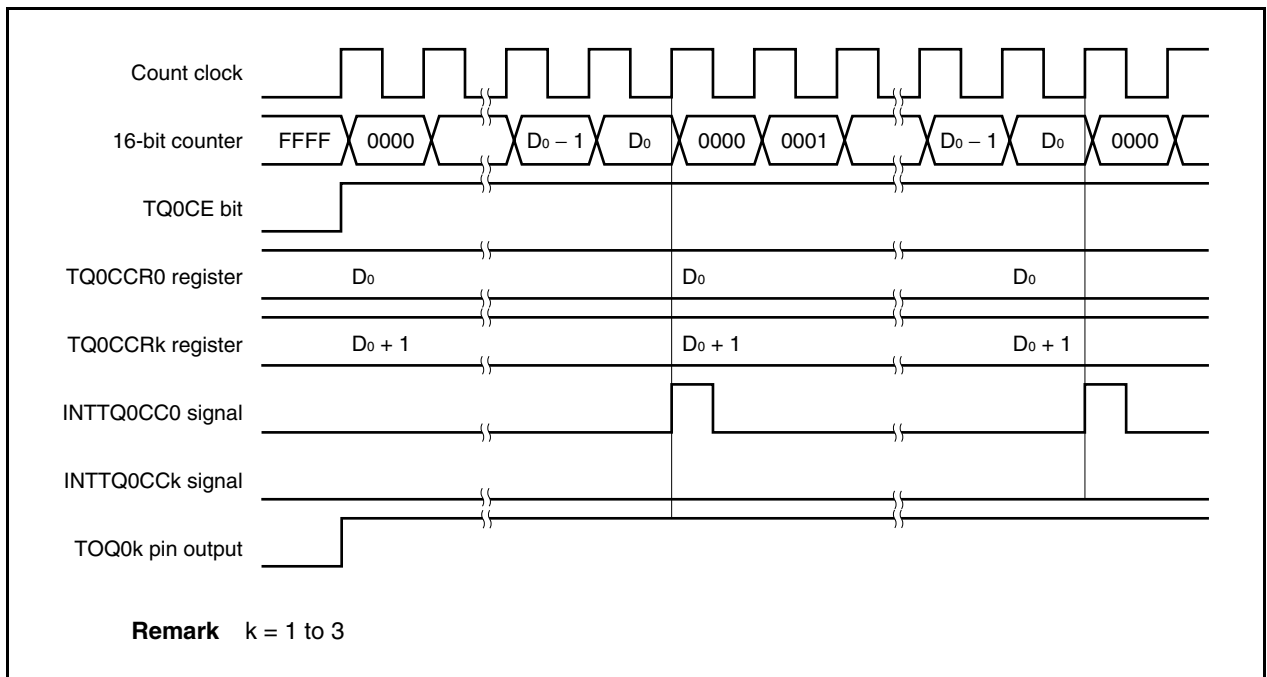 Count clock
16-bit counter FFFF 0000 D₀ − 1 D₀ 0000 0001 D₀ − 1 D₀ 0000
TQ0CE bit
TQ0CCR0 register D₀ D₀ D₀
TQ0CCRk register D₀ + 1 D₀ + 1 D₀ + 1
INTTQ0CC0 signal
INTTQ0CCk signal
TOQ0k pin output
Remark k = 1 to 3